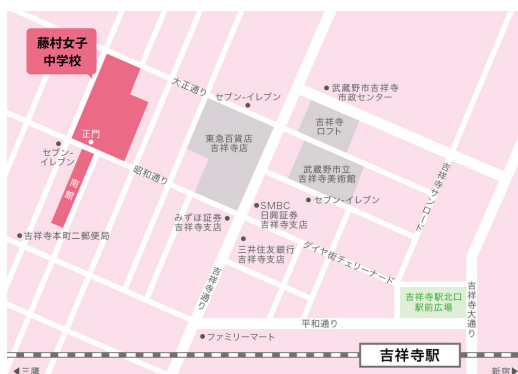 藤村女子
中学校
大正通り
セブン-イレブン
武蔵野市吉祥寺
市政センター
吉祥寺
ロフト
東急百貨店
吉祥寺店
正門
セブン-
イレブン
昭和通り
南館
武蔵野市立
吉祥寺美術館
吉祥寺サンロード
セブン-イレブン
SMBC
日興証券
吉祥寺支店
みずほ証券
吉祥寺支店
吉祥寺本町二郵便局
三井住友銀行
吉祥寺支店
ダイヤ街チェリーナード
吉祥寺通り
吉祥寺駅北口
駅前広場
吉祥寺大通り
平和通り
ファミリーマート
吉祥寺駅
◀三鷹
新宿▶